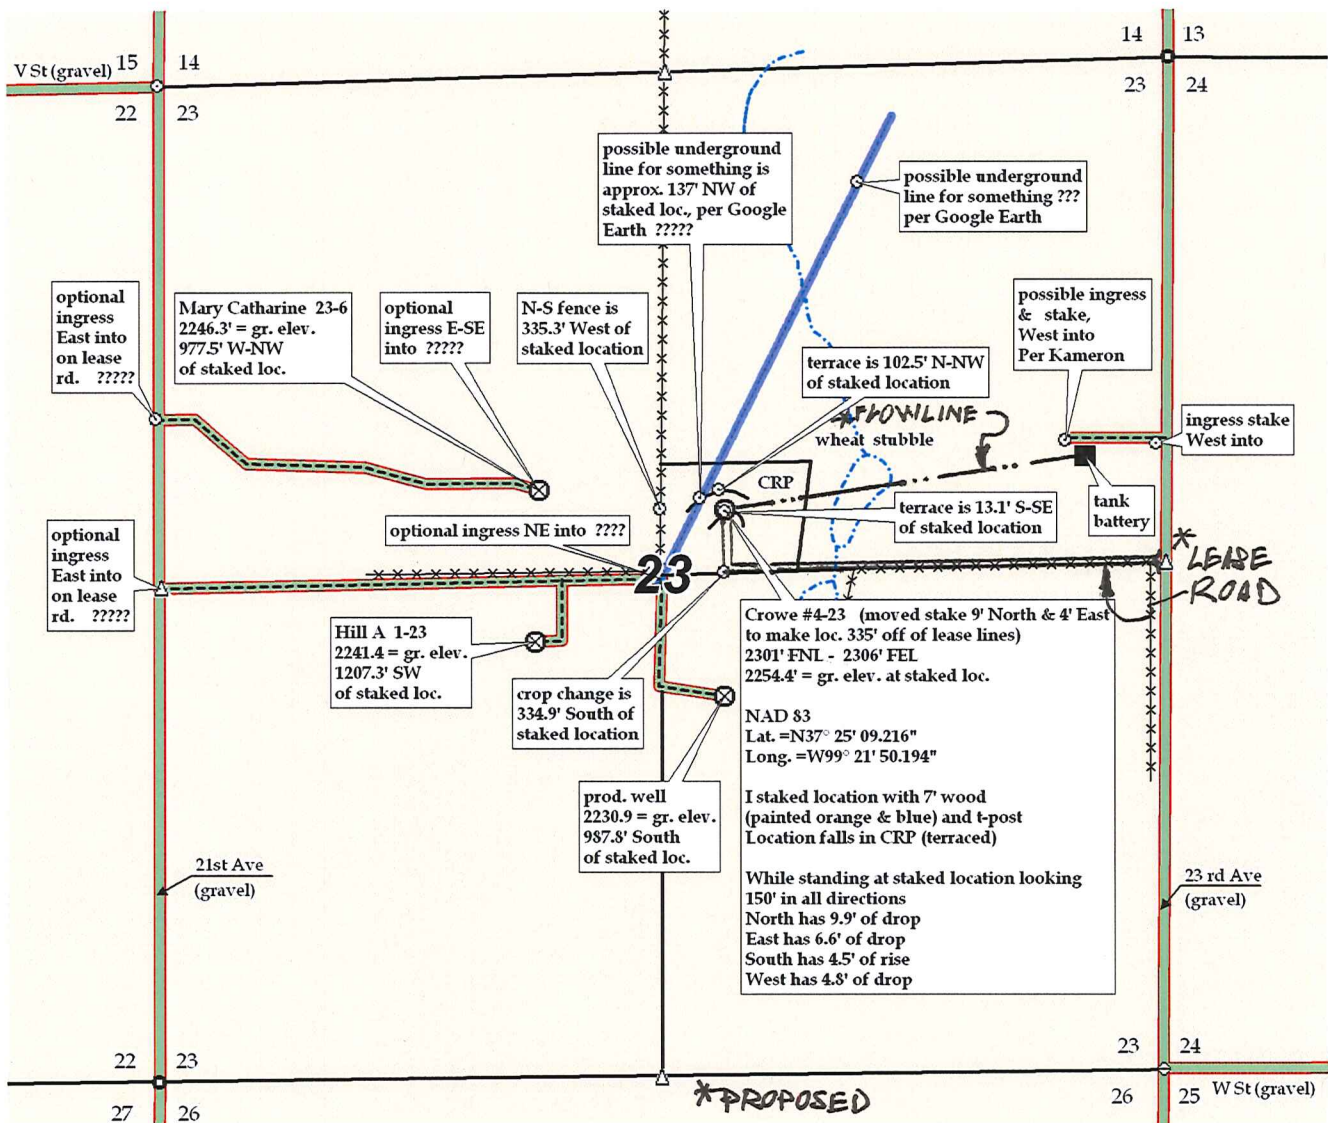 15
14
V St (gravel)
22
23
14
13
23
24
possible underground
line for something is
approx. 137' NW of
staked loc., per Google
Earth ?????
possible underground
line for something ???
per Google Earth
optional
ingress
East into
on lease
rd. ?????
Mary Catharine 23-6
2246.3' = gr. elev.
977.5' W-NW
of staked loc.
optional
ingress E-SE
into ?????
N-S fence is
335.3' West of
staked location
possible ingress
& stake,
West into
Per Kameron
terrace is 102.5' N-NW
of staked location
*FLOWLINE
wheat stubble
ingress stake
West into
CRP
terrace is 13.1' S-SE
of staked location
tank
battery
optional ingress NE into ????
optional
ingress
East into
on lease
rd. ?????
23
*LEASE
ROAD
Hill A 1-23
2241.4 = gr. elev.
1207.3' SW
of staked loc.
crop change is
334.9' South of
staked location
prod. well
2230.9 = gr. elev.
987.8' South
of staked loc.
Crowe #4-23 (moved stake 9' North & 4' East
to make loc. 335' off of lease lines)
2301' FNL - 2306' FEL
2254.4' = gr. elev. at staked loc.
NAD 83
Lat. =N37° 25' 09.216"
Long. =W99° 21' 50.194"
I staked location with 7' wood
(painted orange & blue) and t-post
Location falls in CRP (terraced)
While standing at staked location looking
150' in all directions
North has 9.9' of drop
East has 6.6' of drop
South has 4.5' of rise
West has 4.8' of drop
21st Ave
(gravel)
23 rd Ave
(gravel)
22
23
27
26
23
24
26
25
W St (gravel)
*PROPOSED